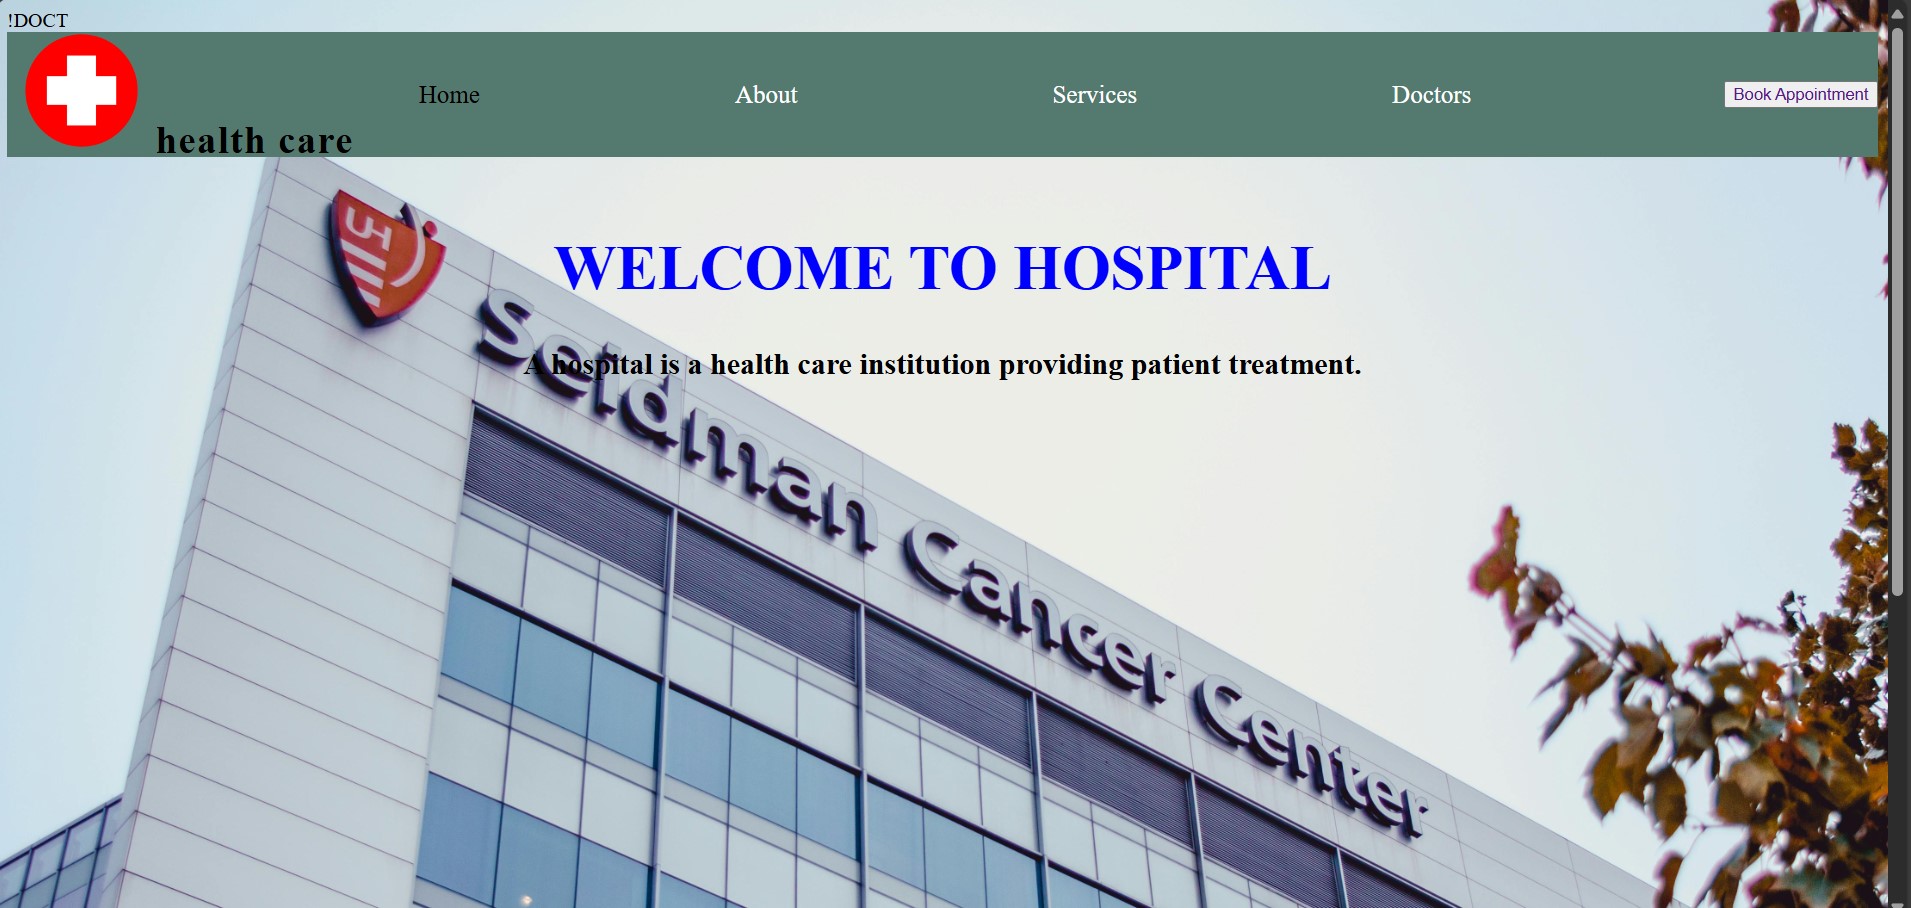 !DOCT
health care
Home
About
Services
Doctors
Book Appointment
WELCOME TO HOSPITAL
A hospital is a health care institution providing patient treatment.
UH
Seidman Cancer Center